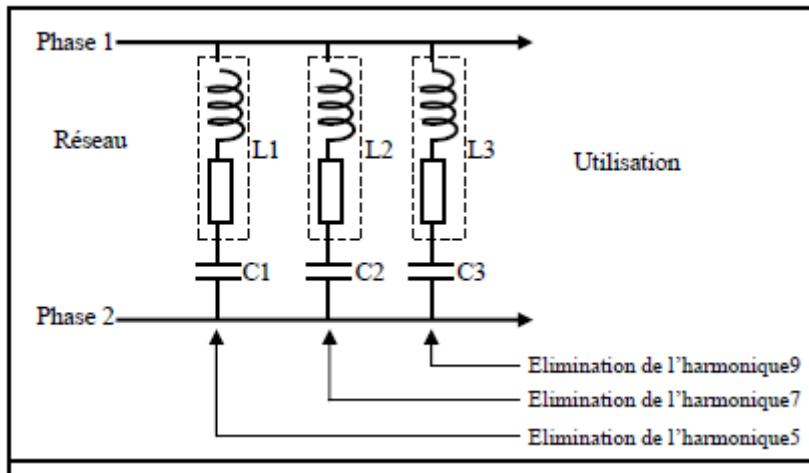 Phase 1
Réseau
L1
L2
L3
Utilisation
C1
C2
C3
Phase 2
Elimination de l'harmonique9
Elimination de l'harmonique7
Elimination de l'harmonique5